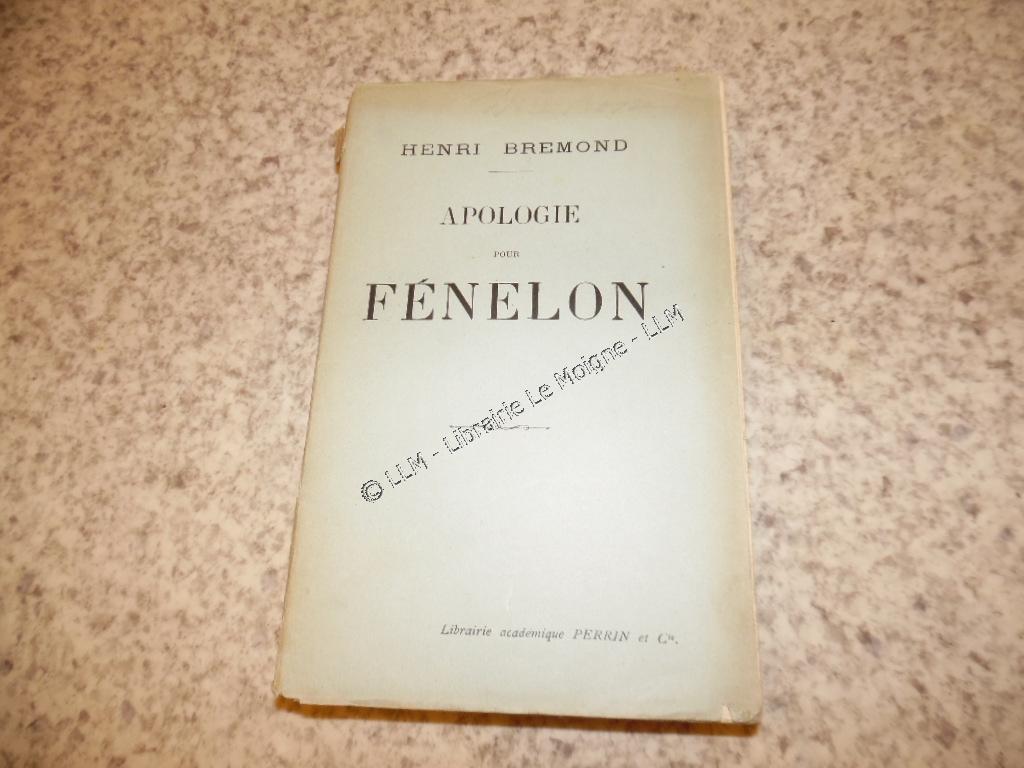 HENRI BREMOND
APOLOGIE
POUR
FÉNELON
© LLM - Librairie Le Moigne - LLM
Librairie académique PERRIN et Cie.